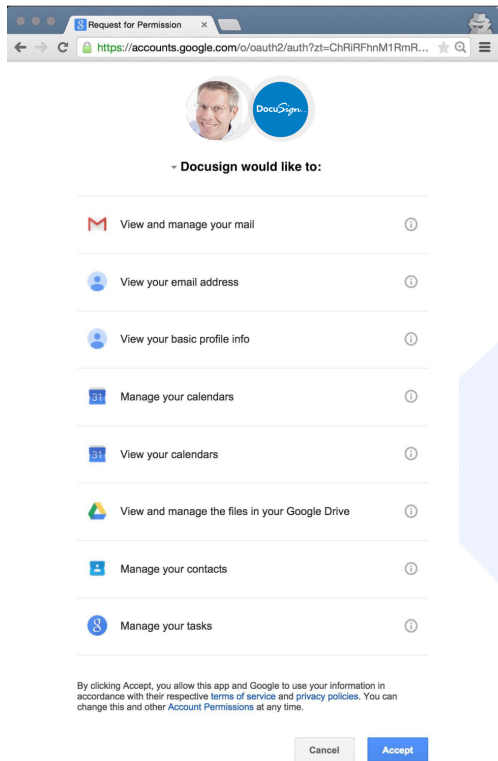 Request for Permission
https://accounts.google.com/o/oauth2/auth?zt=ChRiRFhnM1RmR...
DocuSign
Docusign would like to:
View and manage your mail
View your email address
View your basic profile info
31 Manage your calendars
31 View your calendars
View and manage the files in your Google Drive
Manage your contacts
8 Manage your tasks
By clicking Accept, you allow this app and Google to use your information in
accordance with their respective terms of service and privacy policies. You can
change this and other Account Permissions at any time.
Cancel Accept